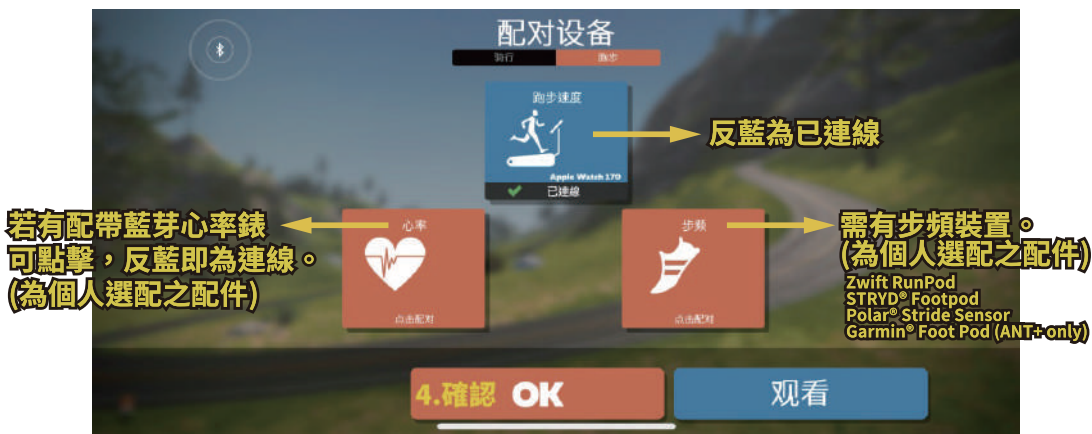 配对设备
骑行 跑步
跑步速度
Apple Watch 179
已連線
反藍為已連線
若有配帶藍芽心率錶
可點擊，反藍即為連線。
(為個人選配之配件)
心率
点击配对
步频
点击配对
需有步頻裝置。
(為個人選配之配件)
Zwift RunPod
STRYD® Footpod
Polar® Stride Sensor
Garmin® Foot Pod (ANT+ only)
4.確認 OK
观看